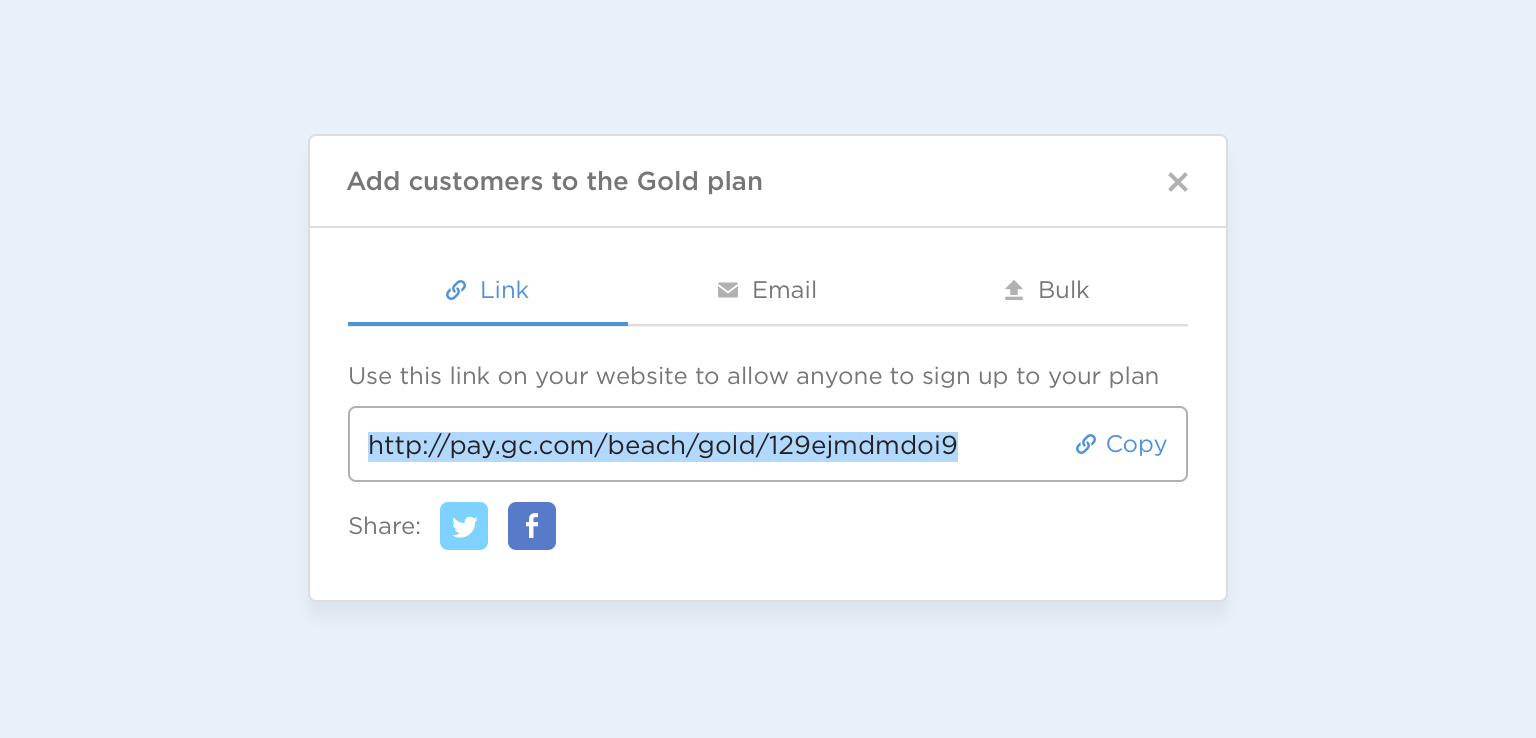 Add customers to the Gold plan
Link Email Bulk
Use this link on your website to allow anyone to sign up to your plan
http://pay.gc.com/beach/gold/129ejmdmdoi9 Copy
Share: